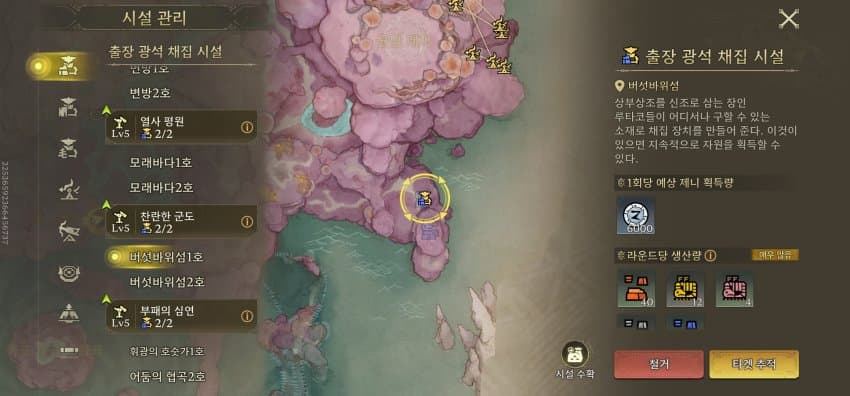 시설 관리
출장 광석 채집 시설
변방1호
변방2호
열사 평원
Lv5
2/2
모래바다1호
모래바다2호
찬란한 군도
Lv5
2/2
버섯바위섬1호
버섯바위섬2호
부패의 심연
Lv5
2/2
휘광의 호숫가1호
어둠의 협곡2호
시설 수확
출장 광석 채집 시설
버섯바위섬
상부상조를 신조로 삼는 장인
루타코들이 어디서나 구할 수 있는
소재로 채집 장치를 만들어 준다. 이것이
있으면 지속적으로 자원을 획득할 수
있다.
1회당 예상 제니 획득량
6000
라운드당 생산량
매우 많음
40
12
4
철거
티켓 추적